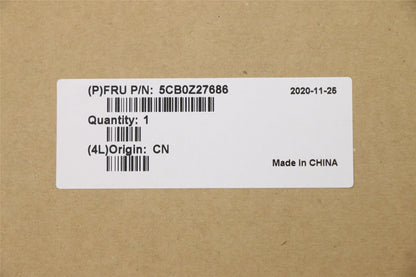 (P)FRU P/N: 5CB0Z27686 2020-11-25
Quantity: 1
(4L)Origin: CN
Made in CHINA